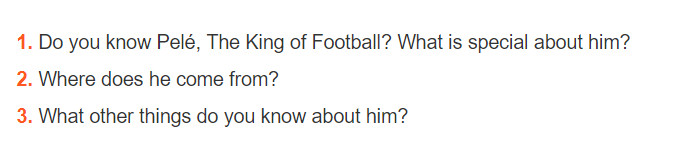 1. Do you know Pelé, The King of Football? What is special about him?
2. Where does he come from?
3. What other things do you know about him?